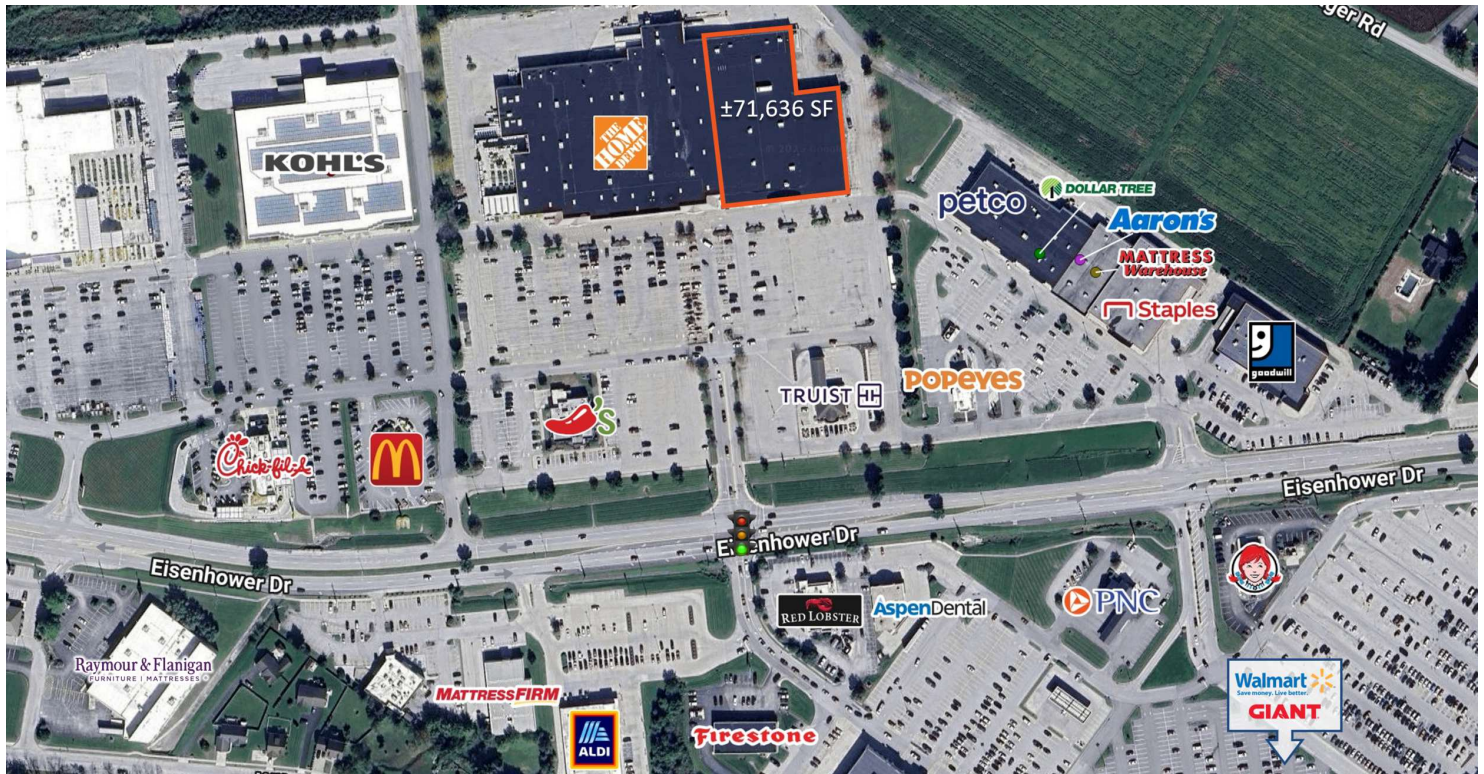 ger Rd
±71,636 SF
THE
HOME
DEPOT
KOHL'S
DOLLAR TREE
petco
Aaron's
MATTRESS
Warehouse
Staples
goodwill
TRUIST
POPEYES
'S
Chick-fil-A
Eisenhower Dr
Eisenhower Dr
Eisenhower Dr
RED LOBSTER
AspenDental
PNC
Raymour & Flanigan
FURNITURE | MATTRESSES
MATTRESSFIRM
ALDI
Firestone
Walmart
Save money. Live better.
GIANT